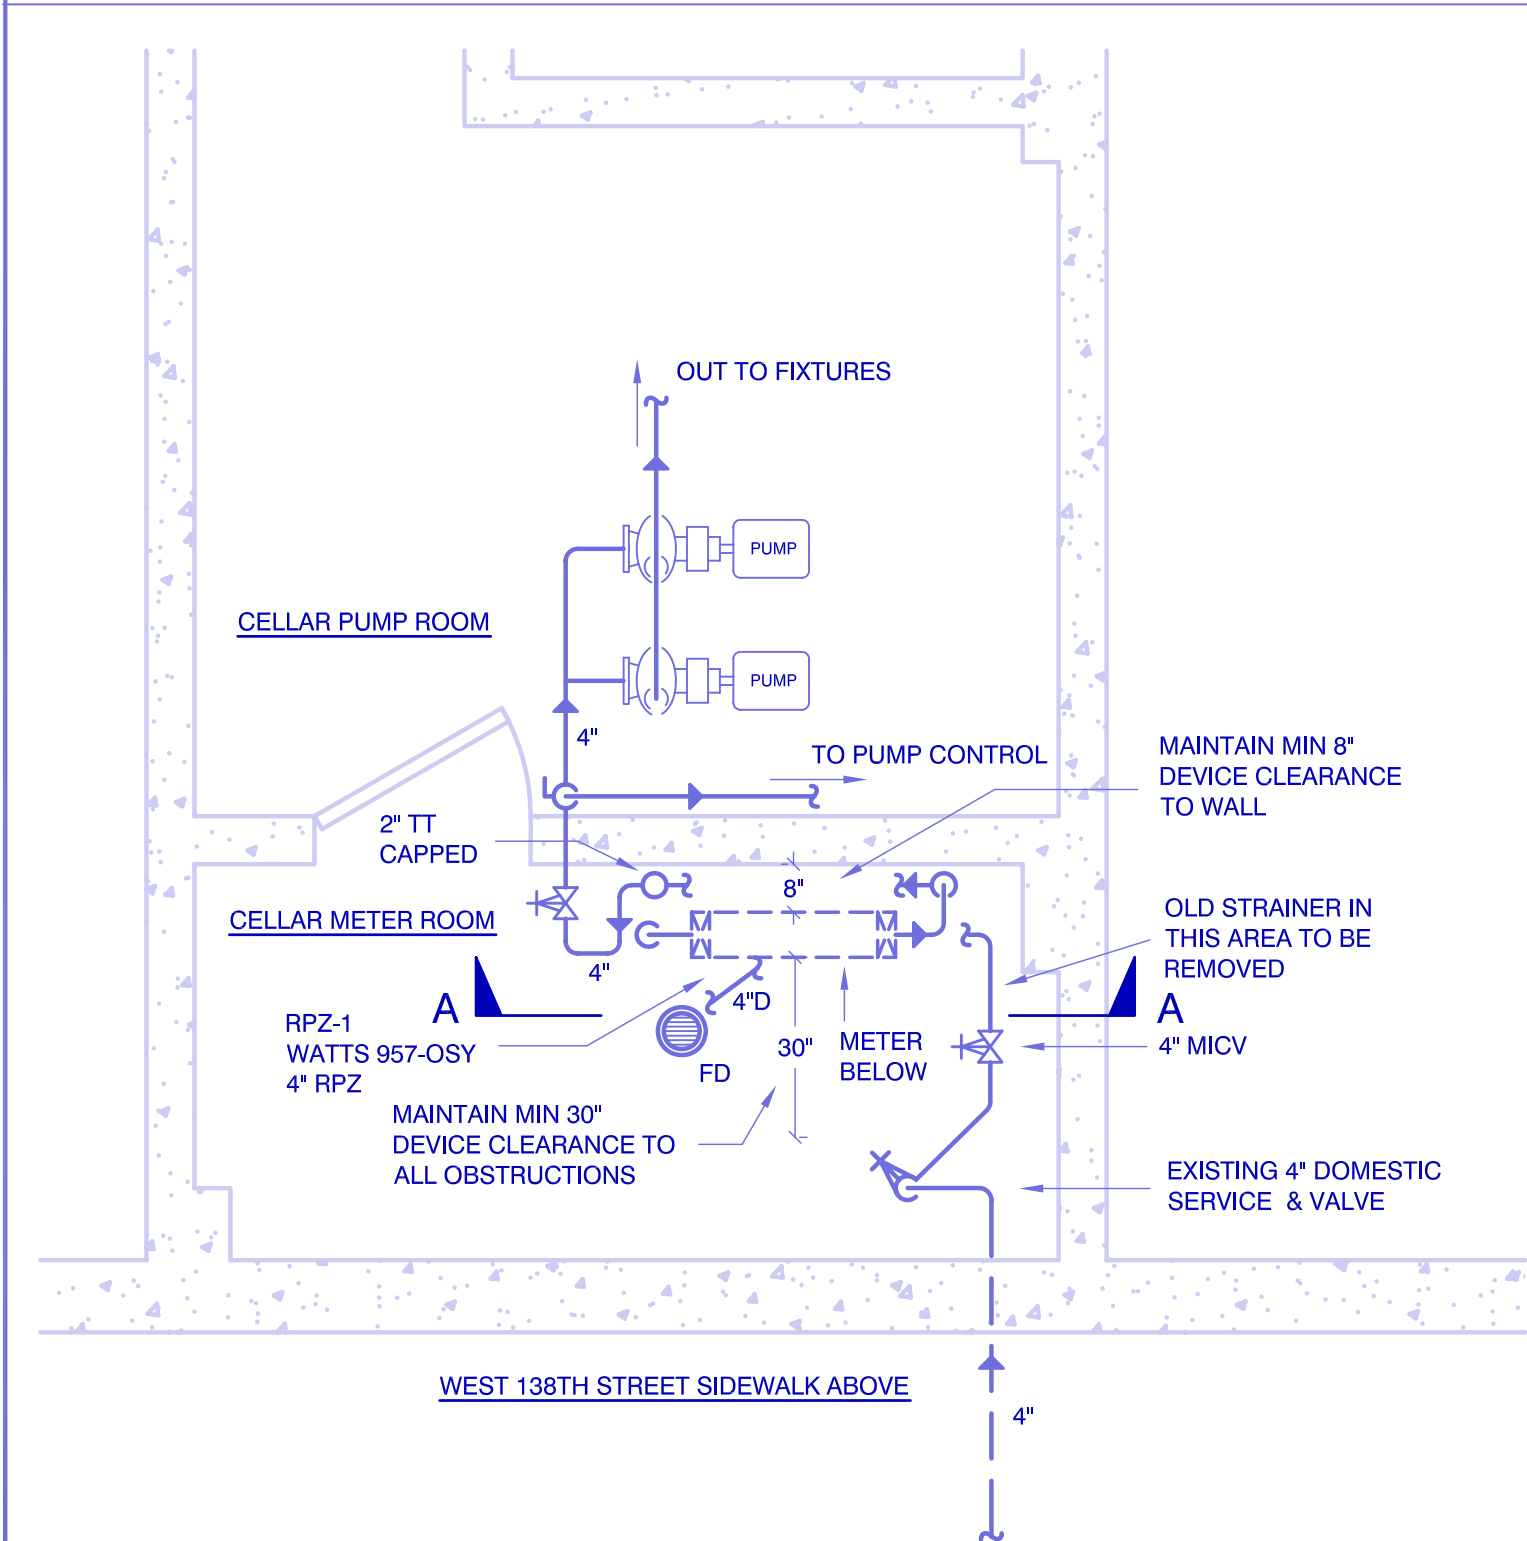 OUT TO FIXTURES
PUMP
CELLAR PUMP ROOM
PUMP
4"
TO PUMP CONTROL
MAINTAIN MIN 8"
DEVICE CLEARANCE
TO WALL
2" TT
CAPPED
8"
CELLAR METER ROOM
OLD STRAINER IN
THIS AREA TO BE
REMOVED
4"
A
4"D
A
RPZ-1
WATTS 957-OSY
4" RPZ
FD
30"
METER
BELOW
4" MICV
MAINTAIN MIN 30"
DEVICE CLEARANCE TO
ALL OBSTRUCTIONS
EXISTING 4" DOMESTIC
SERVICE & VALVE
WEST 138TH STREET SIDEWALK ABOVE
4"